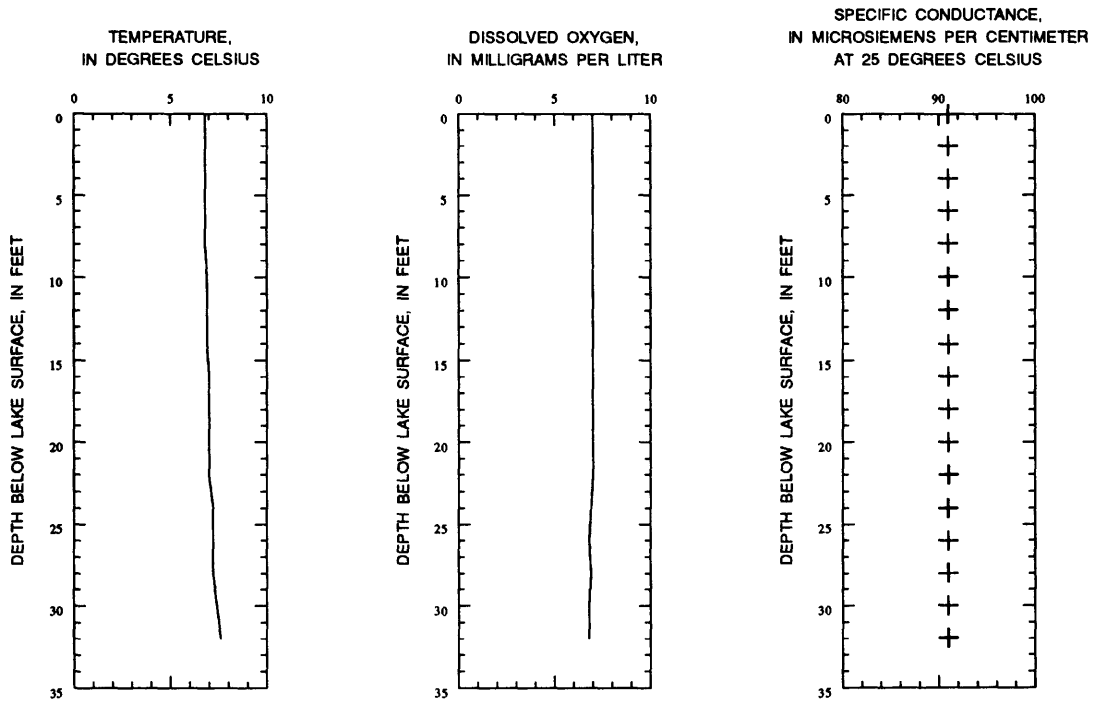 TEMPERATURE,
IN DEGREES CELSIUS
0 5 10
0
5
10
15
20
25
30
35
DEPTH BELOW LAKE SURFACE, IN FEET
DISSOLVED OXYGEN,
IN MILLIGRAMS PER LITER
0 5 10
0
5
10
15
20
25
30
35
DEPTH BELOW LAKE SURFACE, IN FEET
SPECIFIC CONDUCTANCE,
IN MICROSIEMENS PER CENTIMETER
AT 25 DEGREES CELSIUS
80 90 100
0
5
10
15
20
25
30
35
DEPTH BELOW LAKE SURFACE, IN FEET